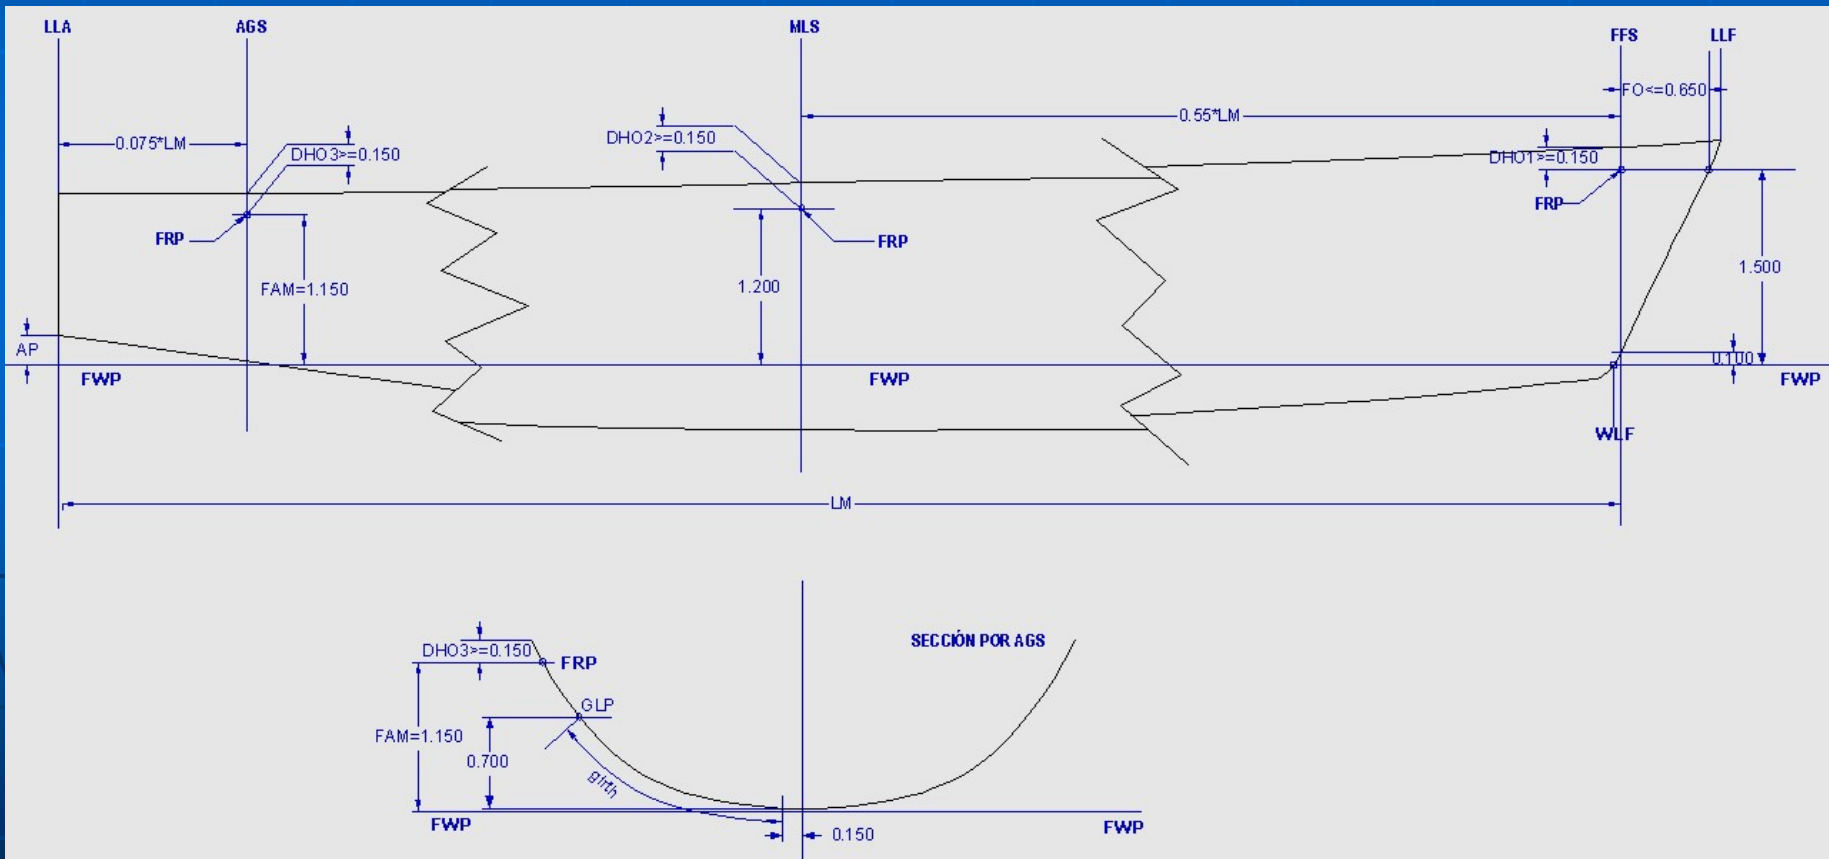 LLA
AGS
MLS
FFS
LLF
FO<=0.650
0.075*LM
DHO3>=0.150
DHO2>=0.150
0.55*LM
DHO1>=0.150
FRP
FRP
FRP
FAM=1.150
1.200
1.500
AP
0.100
FWP
FWP
FWP
WLF
LM
SECCIÓN POR AGS
DHO3>=0.150
FRP
GLP
FAM=1.150
0.700
girth
FWP
0.150
FWP